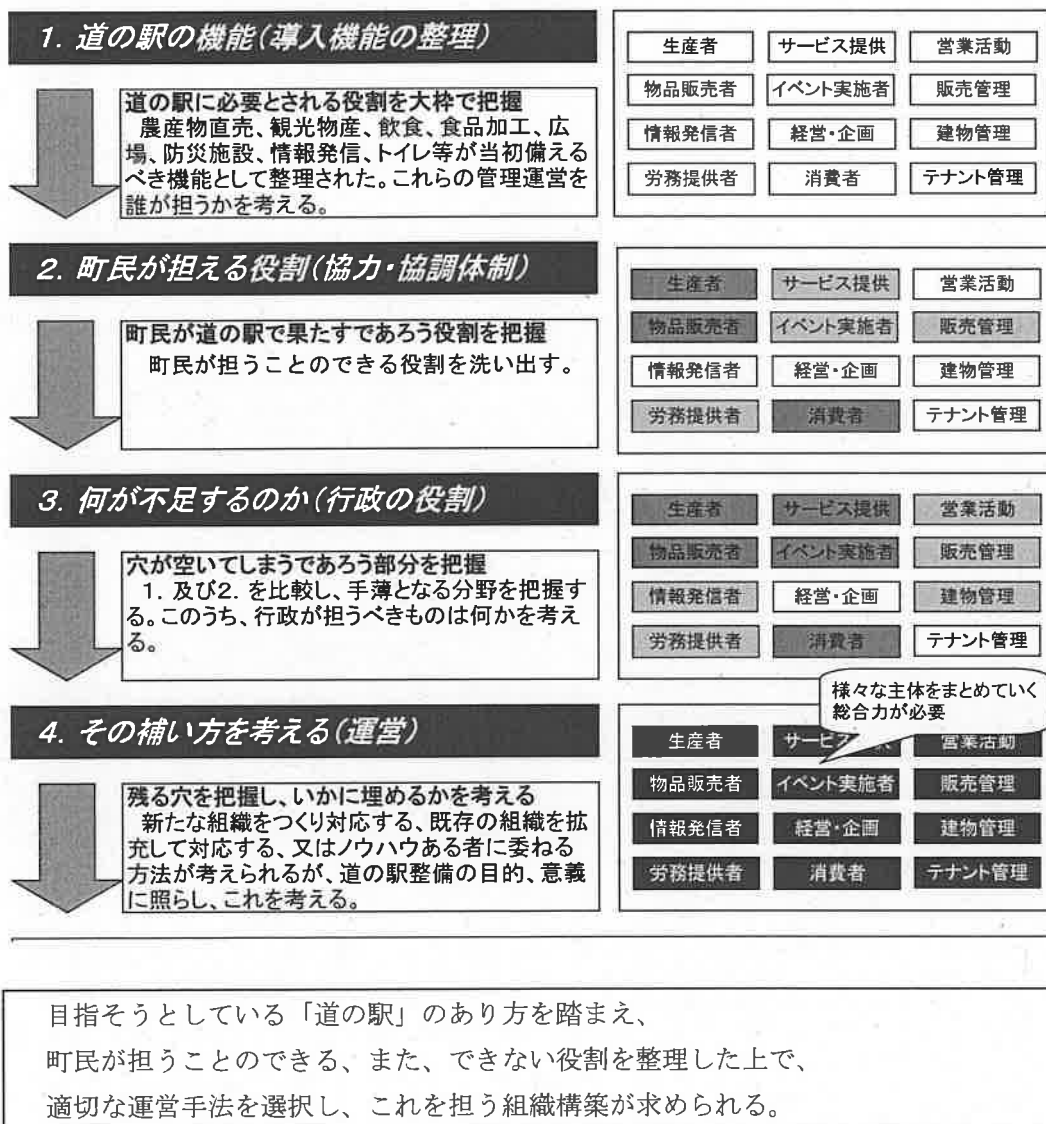 1. 道の駅の機能(導入機能の整理)
道の駅に必要とされる役割を大枠で把握
農産物直売、観光物産、飲食、食品加工、広
場、防災施設、情報発信、トイレ等が当初備える
べき機能として整理された。これらの管理運営を
誰が担うかを考える。
生産者 サービス提供 営業活動
物品販売者 イベント実施者 販売管理
情報発信者 経営・企画 建物管理
労務提供者 消費者 テナント管理
2. 町民が担える役割(協力・協調体制)
町民が道の駅で果たすであろう役割を把握
町民が担うことのできる役割を洗い出す。
生産者 サービス提供 営業活動
物品販売者 イベント実施者 販売管理
情報発信者 経営・企画 建物管理
労務提供者 消費者 テナント管理
3. 何が不足するのか(行政の役割)
穴が空いてしまうであろう部分を把握
1. 及び2. を比較し、手薄となる分野を把握す
る。このうち、行政が担うべきものは何かを考え
る。
生産者 サービス提供 営業活動
物品販売者 イベント実施者 販売管理
情報発信者 経営・企画 建物管理
労務提供者 消費者 テナント管理
様々な主体をまとめていく
総合力が必要
4. その補い方を考える(運営)
残る穴を把握し、いかに埋めるかを考える
新たな組織をつくり対応する、既存の組織を拡
充して対応する、又はノウハウある者に委ねる
方法が考えられるが、道の駅整備の目的、意義
に照らし、これを考える。
生産者 サービ 営業活動
物品販売者 イベント実施者 販売管理
情報発信者 経営・企画 建物管理
労務提供者 消費者 テナント管理
目指そうとしている「道の駅」のあり方を踏まえ、
町民が担うことのできる、また、できない役割を整理した上で、
適切な運営手法を選択し、これを担う組織構築が求められる。